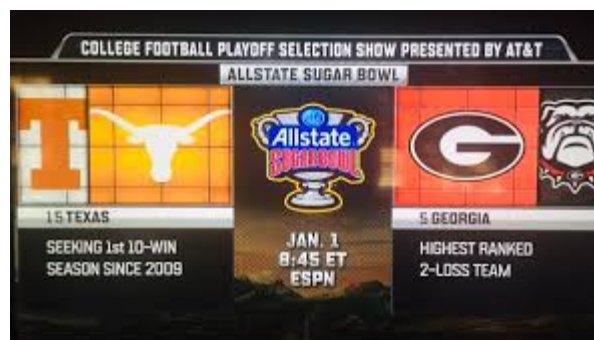 COLLEGE FOOTBALL PLAYOFF SELECTION SHOW PRESENTED BY AT&T
ALLSTATE SUGAR BOWL
T
Allstate
SUGAR BOWL
G
G
15 TEXAS
SEEKING 1st 10-WIN
SEASON SINCE 2009
JAN. 1
8:45 ET
ESPN
5 GEORGIA
HIGHEST RANKED
2-LOSS TEAM